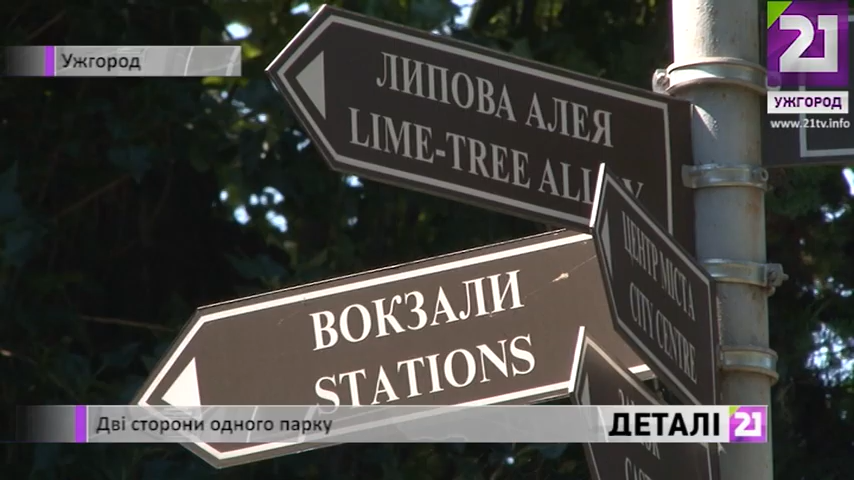 Ужгород
21
УЖГОРОД
www.21tv.info
ЛИПОВА АЛЕЯ
LIME-TREE ALLEY
ЦЕНТР МІСТА
CITY CENTRE
ВОКЗАЛИ
STATIONS
Дві сторони одного парку
ДЕТАЛІ 21